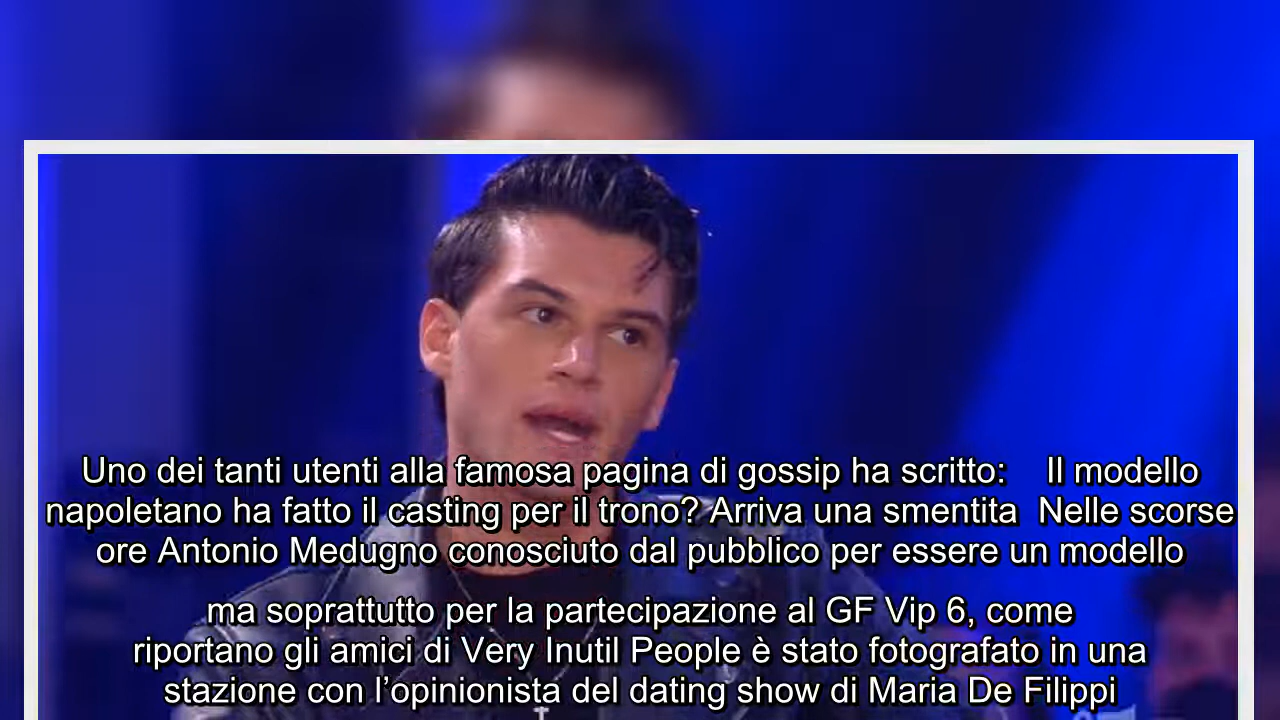 Uno dei tanti utenti alla famosa pagina di gossip ha scritto: Il modello
napoletano ha fatto il casting per il trono? Arriva una smentita Nelle scorse
ore Antonio Medugno conosciuto dal pubblico per essere un modello
ma soprattutto per la partecipazione al GF Vip 6, come
riportano gli amici di Very Inutil People è stato fotografato in una
stazione con l’opinionista del dating show di Maria De Filippi